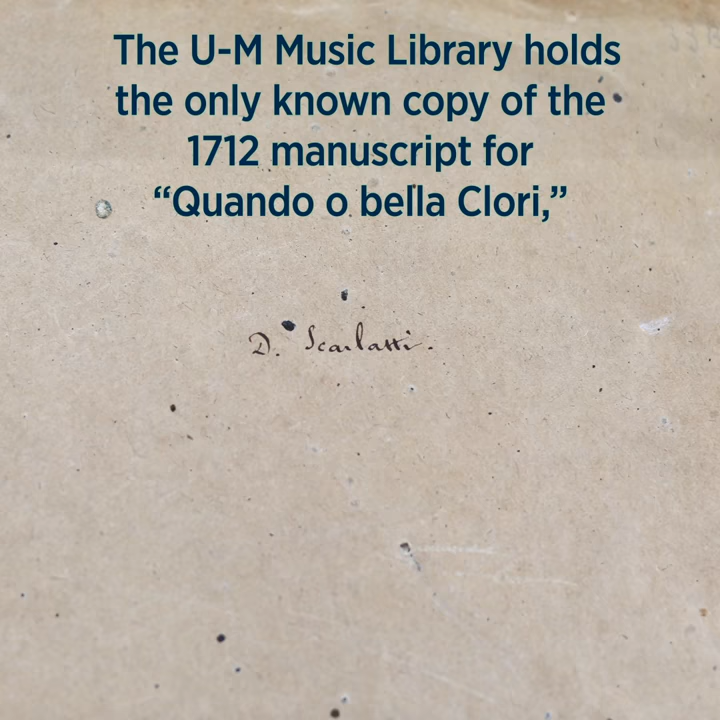 The U-M Music Library holds
the only known copy of the
1712 manuscript for
“Quando o bella Clori,”
D. Scarlatti.